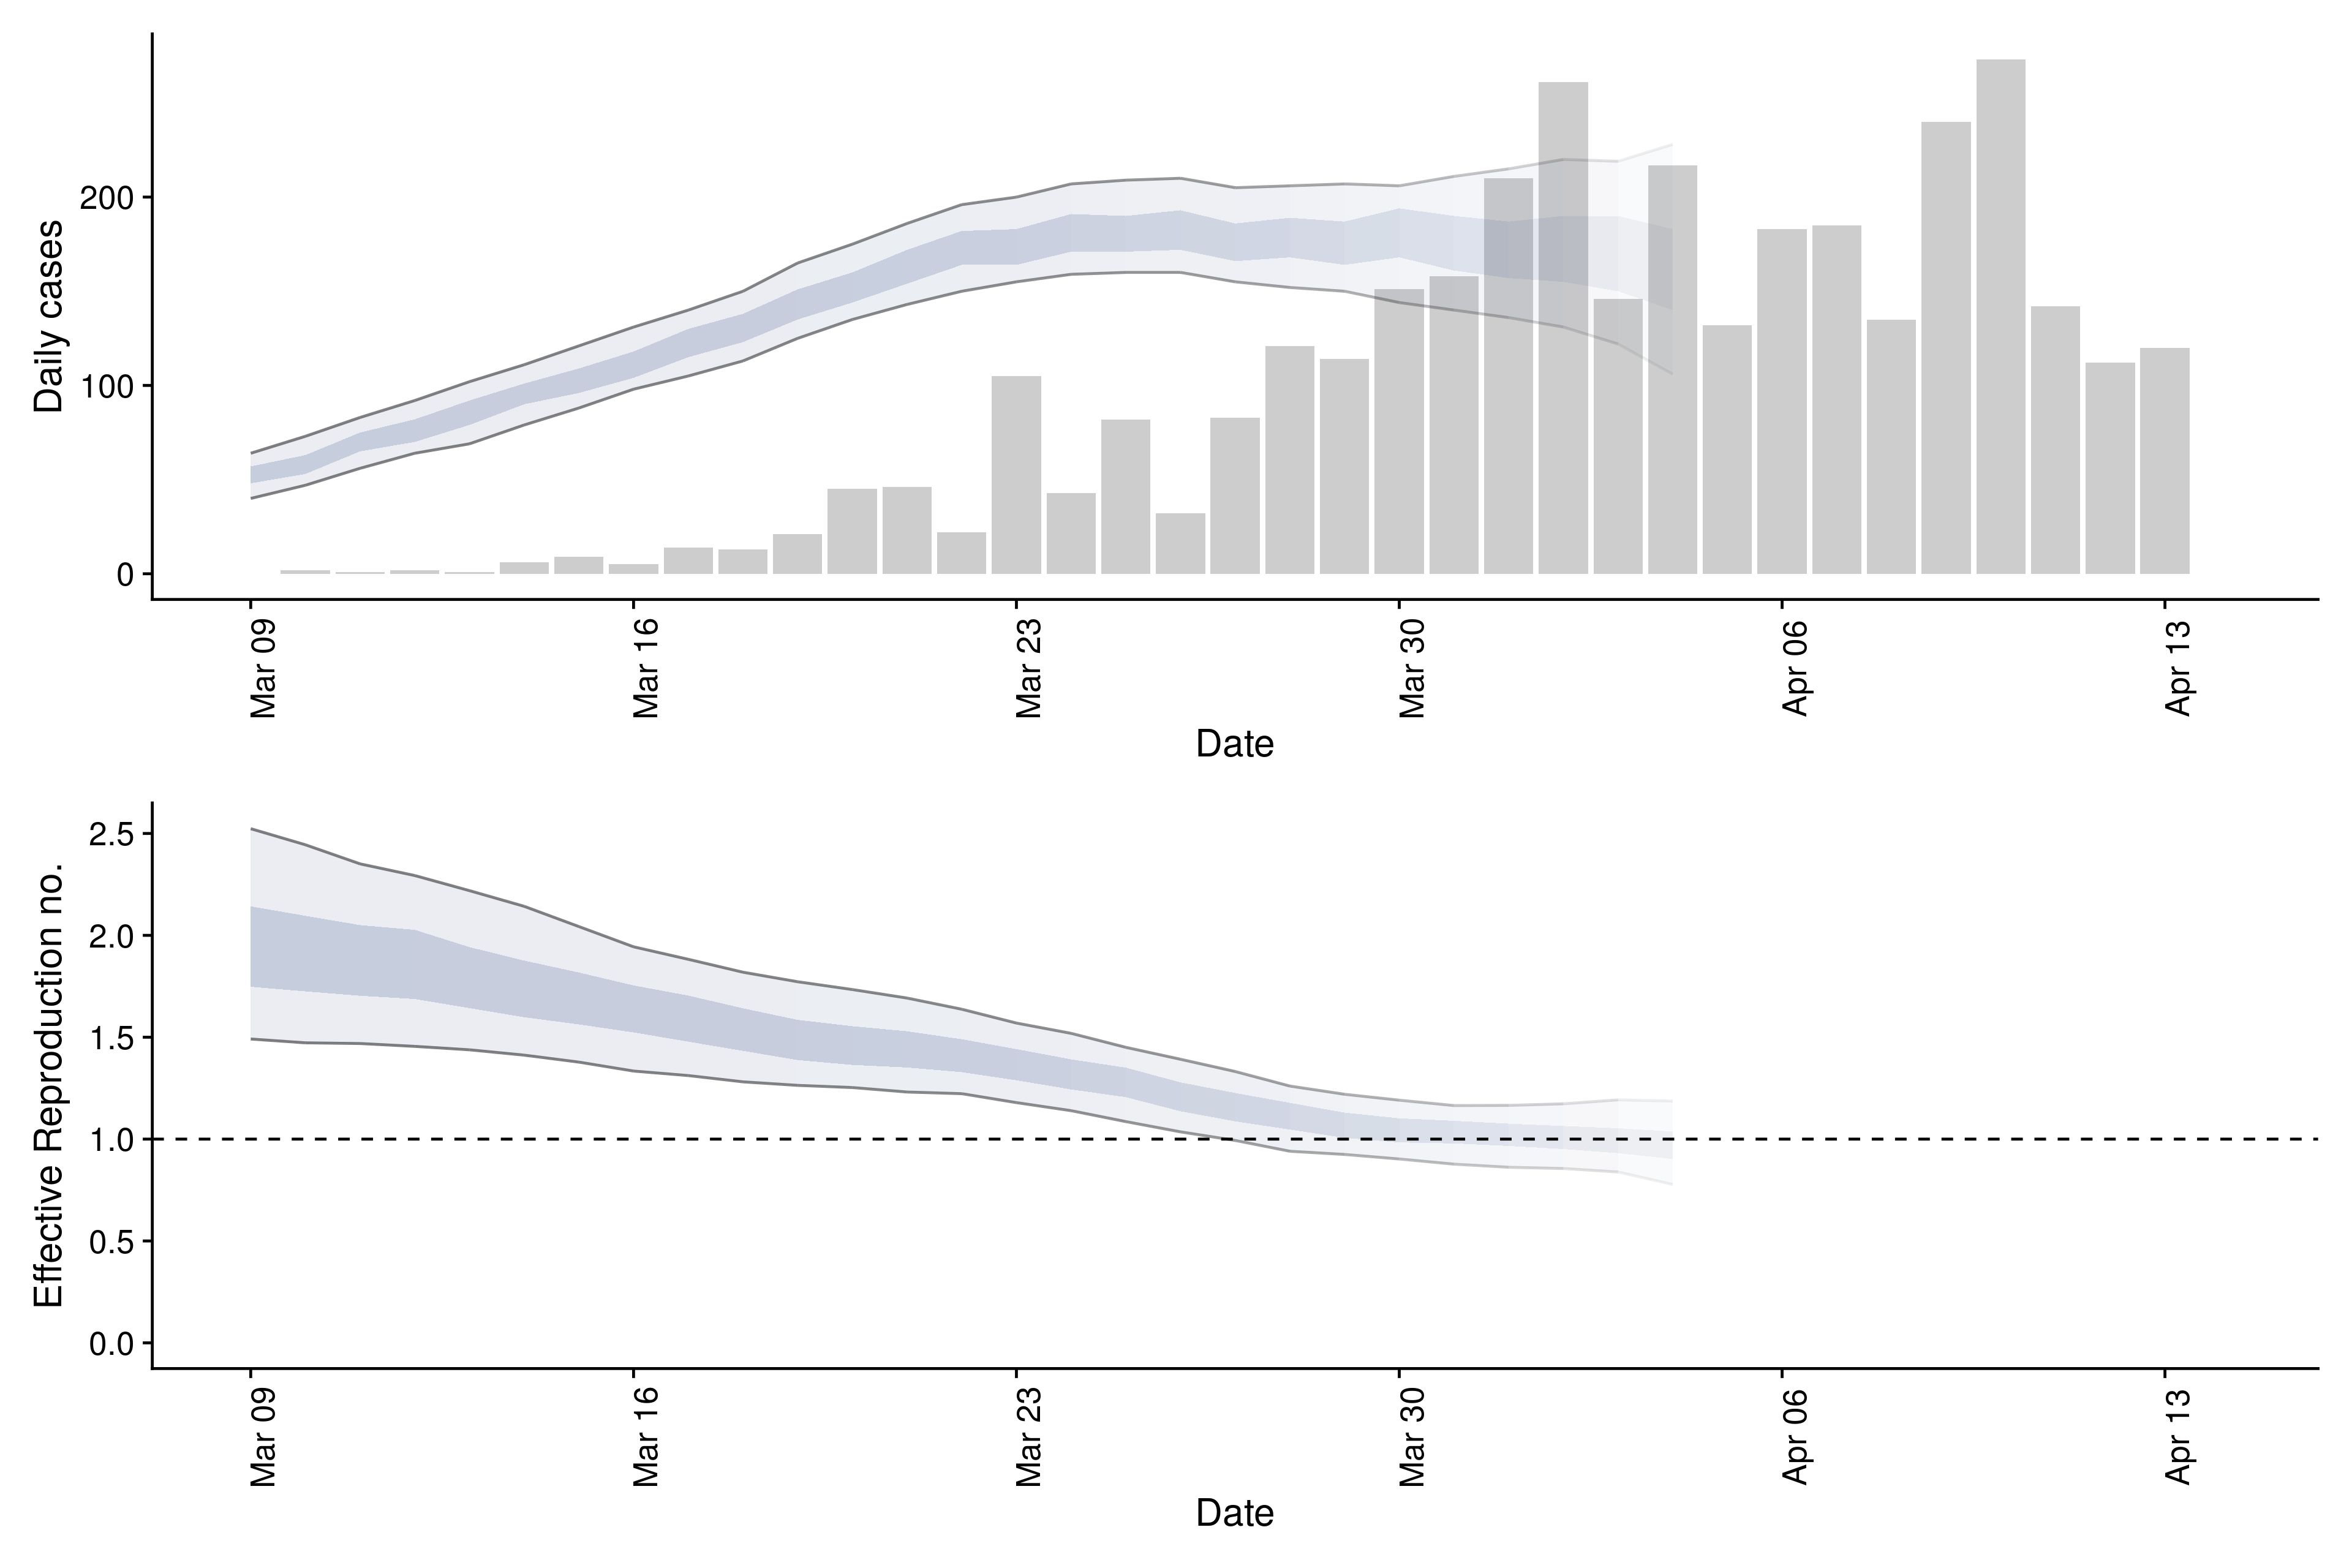 Daily cases
200
100
0
Mar 09
Mar 16
Mar 23
Mar 30
Apr 06
Apr 13
Date
Effective Reproduction no.
2.5
2.0
1.5
1.0
0.5
0.0
Mar 09
Mar 16
Mar 23
Mar 30
Apr 06
Apr 13
Date